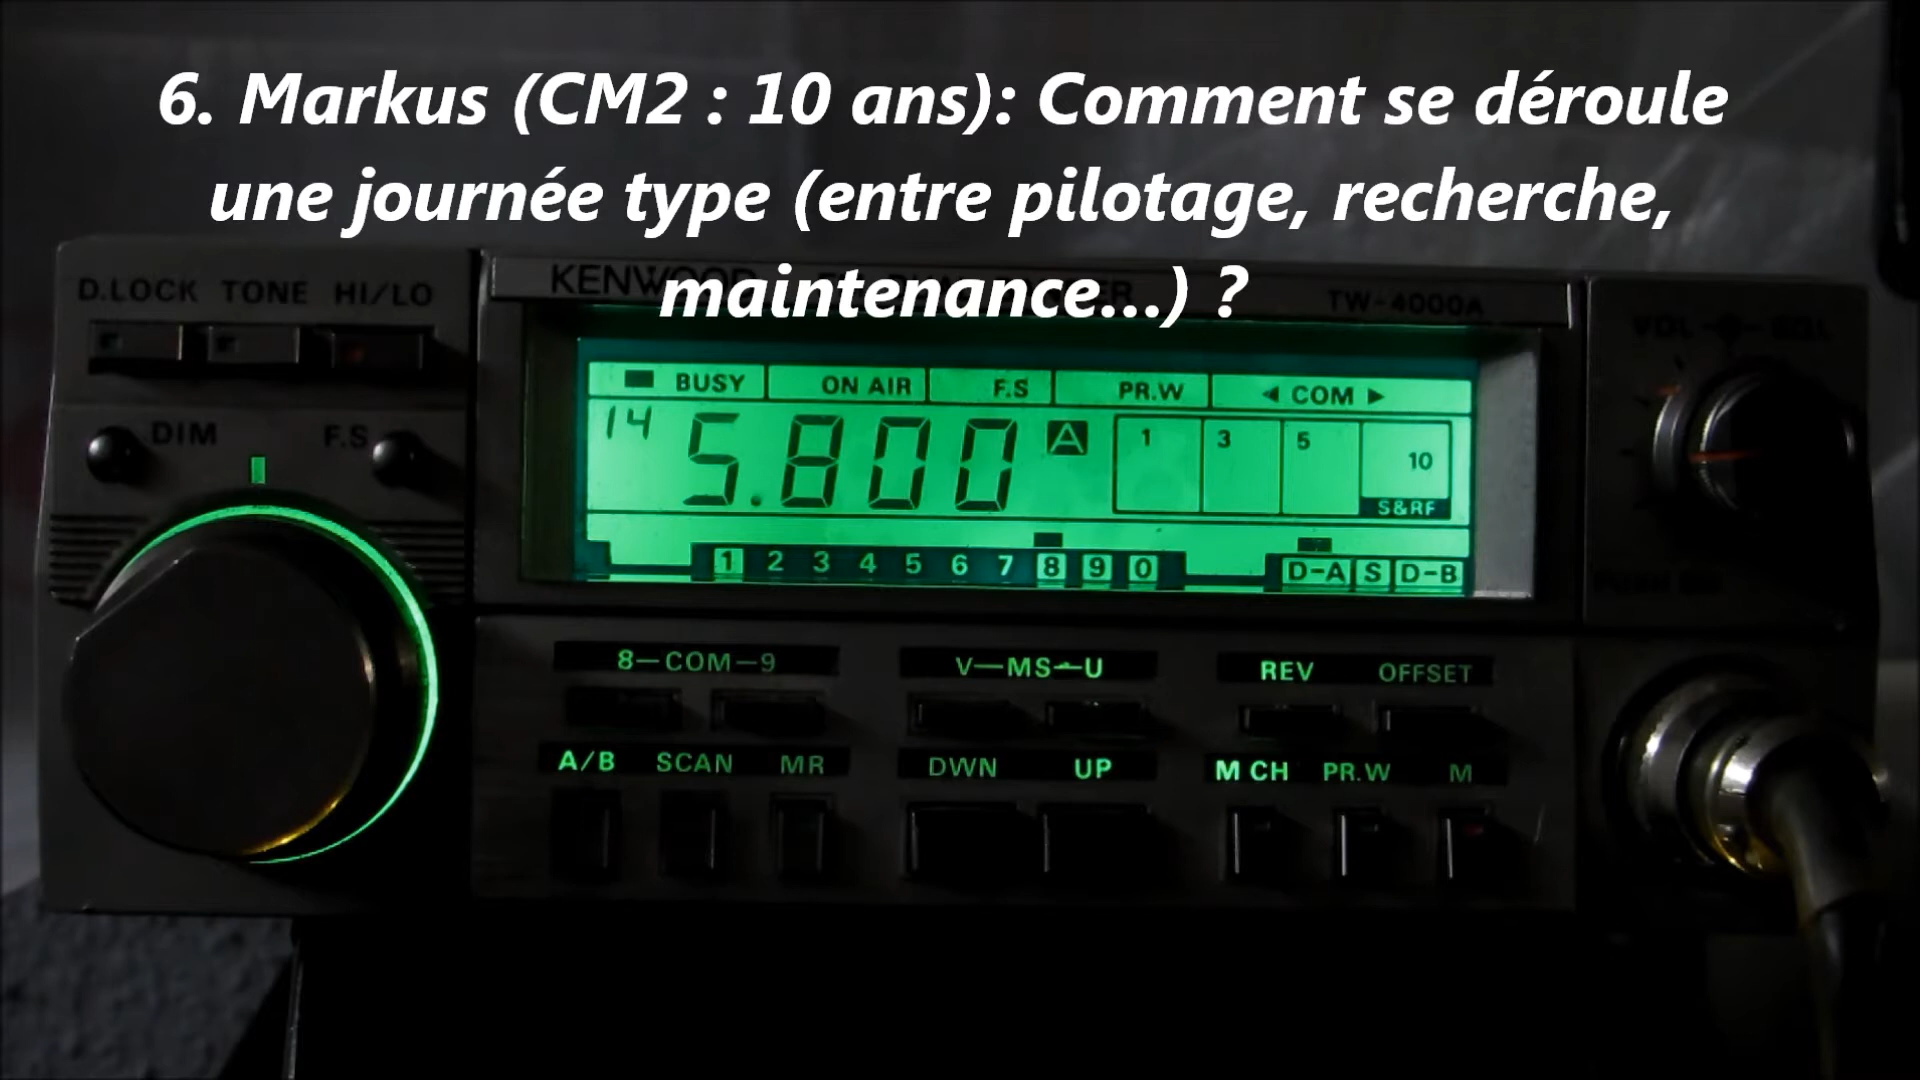 6. Markus (CM2 : 10 ans): Comment se déroule
une journée type (entre pilotage, recherche,
maintenance...) ?
D.LOCK TONE HI/LO
KENWOOD
TW-4000A
VOL SQL
BUSY ON AIR F.S PR.W ◄ COM ►
14 5.800 A 1 3 5 10
S&RF
DIM F.S
1 2 3 4 5 6 7 8 9 0 D-A S D-B
8—COM—9 V—MS—U REV OFFSET
A/B SCAN MR DWN UP M CH PR.W M